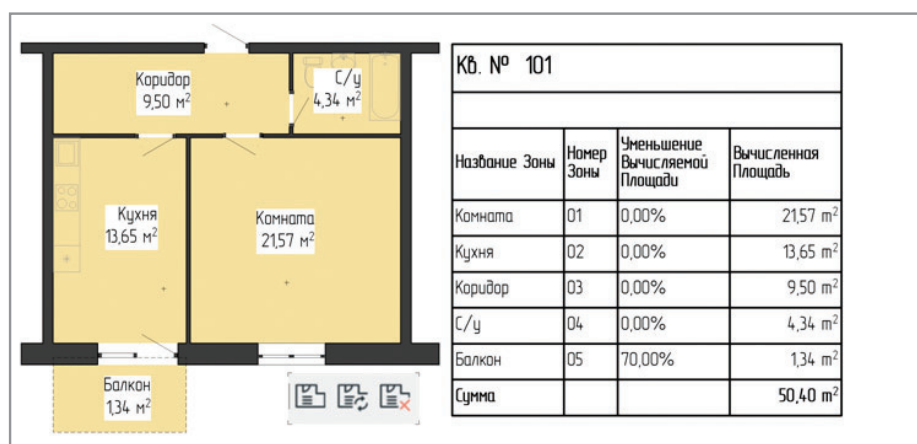 Коридор
9,50 м²
С/у
4,34 м²
Кухня
13,65 м²
Комната
21,57 м²
Балкон
1,34 м²
Кв. № 101
Название Зоны
Номер
Зоны
Уменьшение
Вычисляемой
Площади
Вычисленная
Площадь
Комната 01 0,00% 21,57 m²
Кухня 02 0,00% 13,65 m²
Коридор 03 0,00% 9,50 m²
С/у 04 0,00% 4,34 m²
Балкон 05 70,00% 1,34 m²
Сумма 50,40 m²